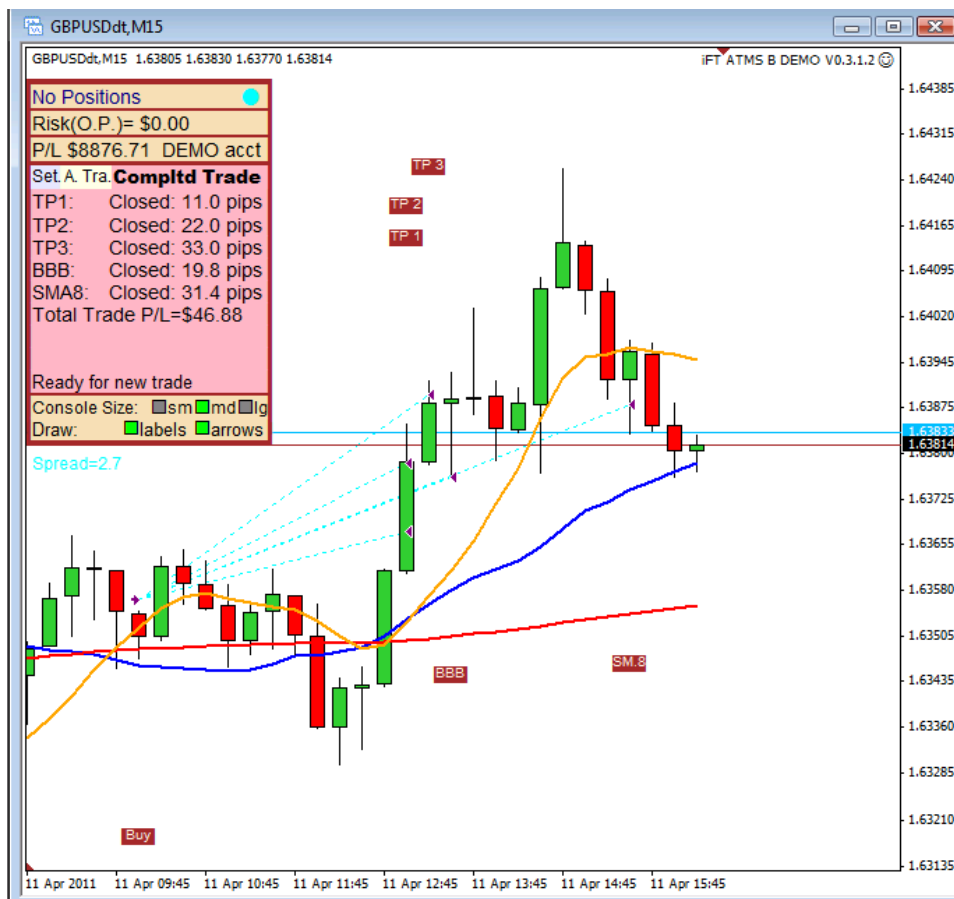 GBPUSDdt,M15
GBPUSDdt,M15 1.63805 1.63830 1.63770 1.63814
iFT ATMS B DEMO V0.3.1.2
No Positions
Risk(O.P.)= $0.00
P/L $8876.71 DEMO acct
Set. A. Tra. Compltd Trade
TP1: Closed: 11.0 pips
TP2: Closed: 22.0 pips
TP3: Closed: 33.0 pips
BBB: Closed: 19.8 pips
SMA8: Closed: 31.4 pips
Total Trade P/L=$46.88
Ready for new trade
Console Size: sm md lg
Draw: labels arrows
Spread=2.7
TP 3
TP 2
TP 1
BBB
SM.8
Buy
1.64385
1.64315
1.64240
1.64165
1.64095
1.64020
1.63945
1.63875
1.63833
1.63814
1.63800
1.63725
1.63655
1.63580
1.63505
1.63435
1.63360
1.63285
1.63210
1.63135
11 Apr 2011 11 Apr 09:45 11 Apr 10:45 11 Apr 11:45 11 Apr 12:45 11 Apr 13:45 11 Apr 14:45 11 Apr 15:45